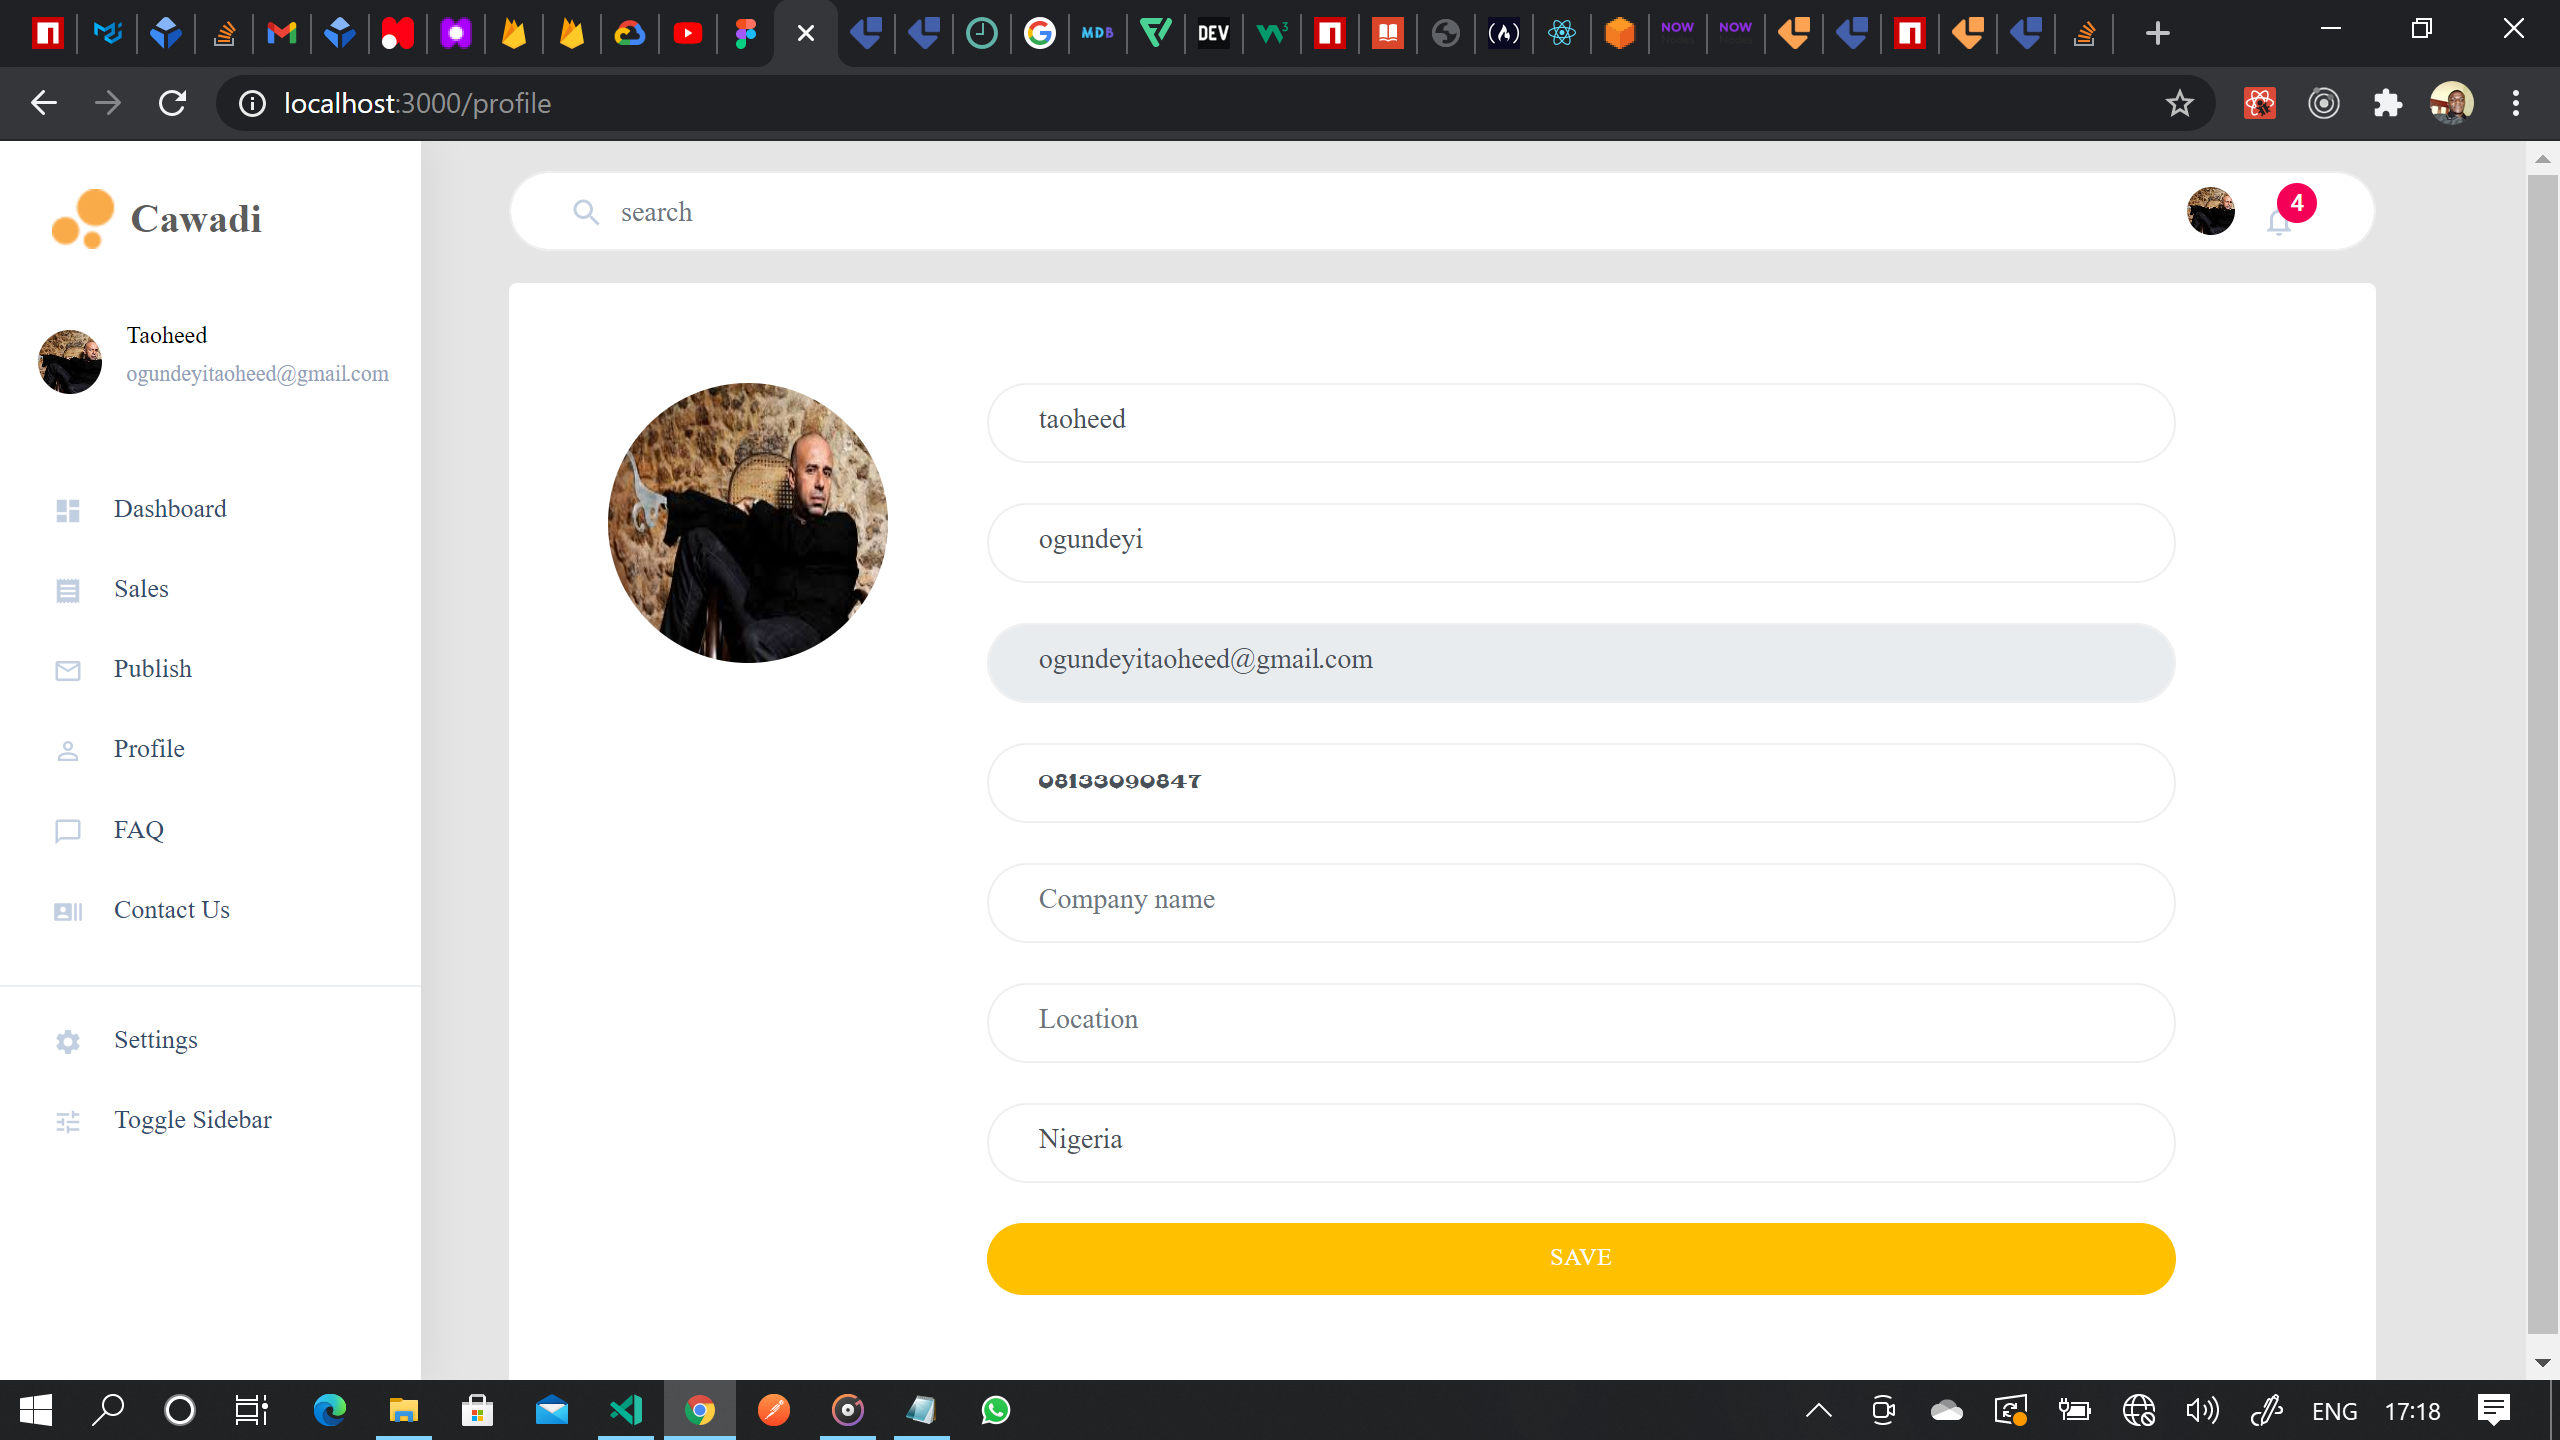 MDB
DEV
NOW
NOW
localhost:3000/profile
Cawadi
search
4
Taoheed
ogundeyitaoheed@gmail.com
Dashboard
Sales
Publish
Profile
FAQ
Contact Us
Settings
Toggle Sidebar
taoheed
ogundeyi
ogundeyitaoheed@gmail.com
08133090847
Company name
Location
Nigeria
SAVE
ENG
17:18